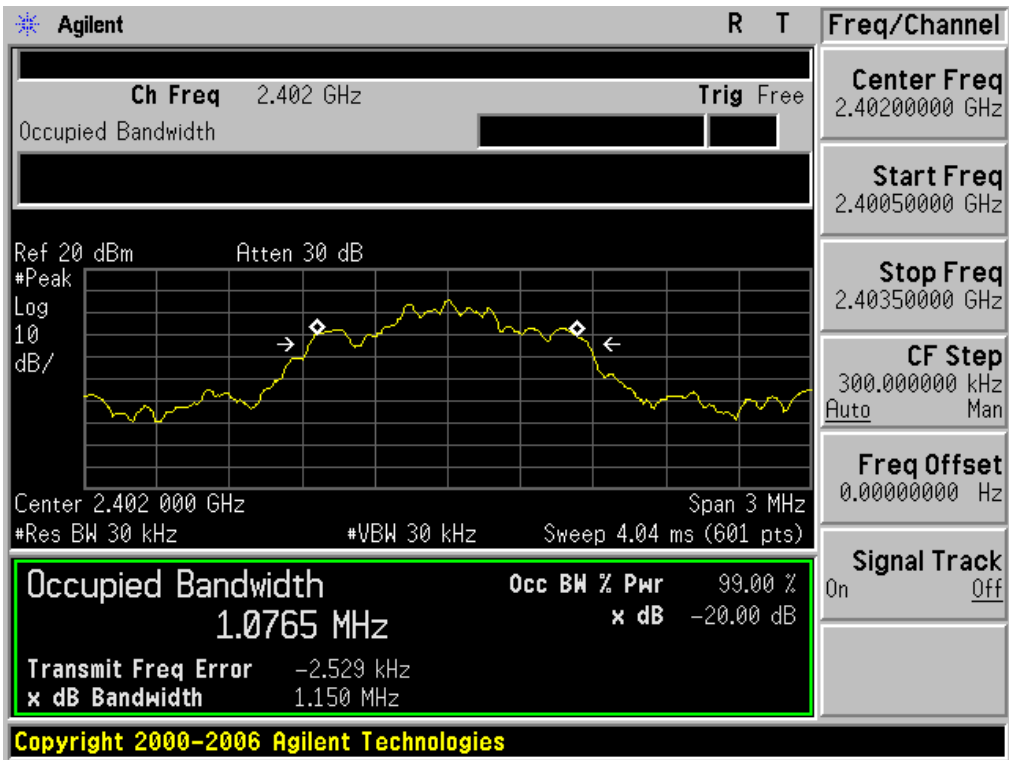 Agilent R T
Ch Freq 2.402 GHz Trig Free
Occupied Bandwidth
Ref 20 dBm Atten 30 dB
#Peak
Log
10
dB/
Center 2.402 000 GHz Span 3 MHz
#Res BW 30 kHz #VBW 30 kHz Sweep 4.04 ms (601 pts)
Occupied Bandwidth Occ BW % Pwr 99.00 %
1.0765 MHz x dB -20.00 dB
Transmit Freq Error -2.529 kHz
x dB Bandwidth 1.150 MHz
Copyright 2000-2006 Agilent Technologies
Freq/Channel
Center Freq
2.40200000 GHz
Start Freq
2.40050000 GHz
Stop Freq
2.40350000 GHz
CF Step
300.000000 kHz
Auto Man
Freq Offset
0.00000000 Hz
Signal Track
On Off